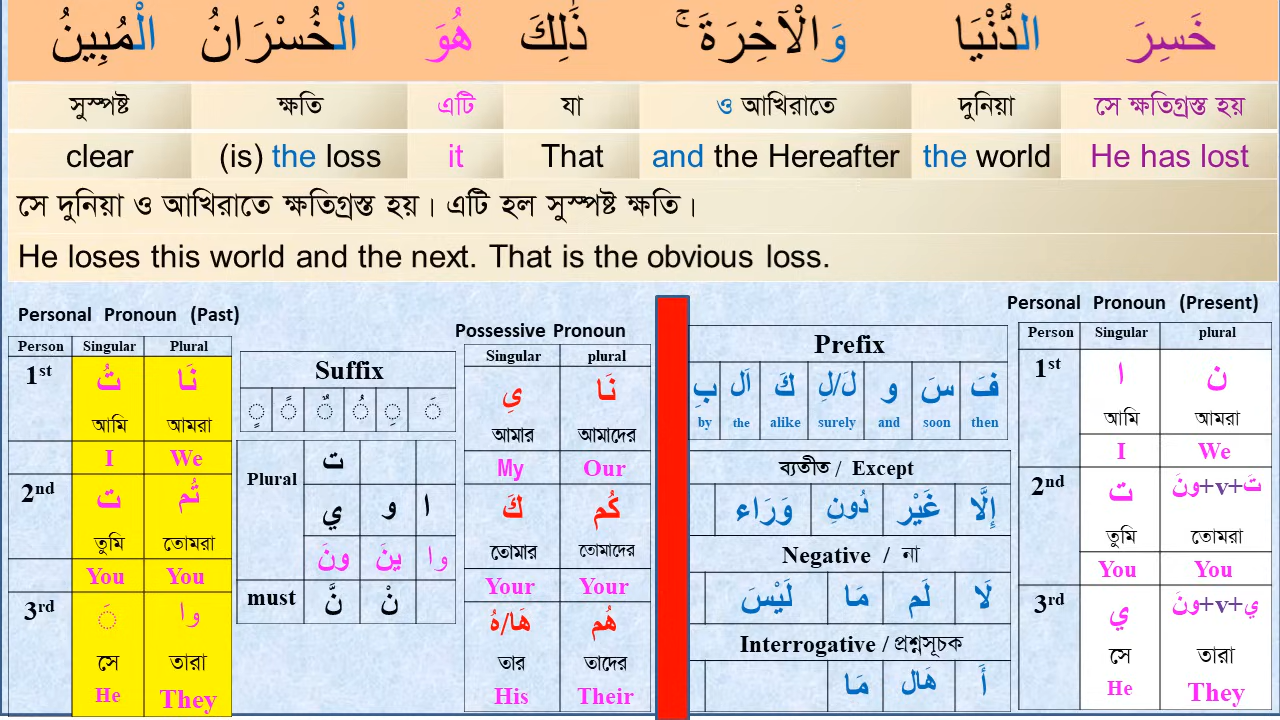 خَسِرَ الدُّنْيَا وَالْآخِرَةَ ۚ ذَٰلِكَ هُوَ الْخُسْرَانُ الْمُبِينُ
সুস্পষ্ট ক্ষতি এটি যা ও আখিরাতে দুনিয়া সে ক্ষতিগ্রস্ত হয়
clear (is) the loss it That and the Hereafter the world He has lost
সে দুনিয়া ও আখিরাতে ক্ষতিগ্রস্ত হয়। এটি হল সুস্পষ্ট ক্ষতি।
He loses this world and the next. That is the obvious loss.
Personal Pronoun (Past)
Person Singular Plural
1st تُ نَا
আমি আমরা
I We
2nd ت تُم
তুমি তোমরা
You You
3rd َ وا
সে তারা
He They
Suffix
ٍ ً ٌ ُ ِ َ
Plural ت
ي و ا
ونَ ينَ وا
must نَّ نْ
Possessive Pronoun
Singular plural
يِ نَا
আমার আমাদের
My Our
كَ كُم
তোমার তোমাদের
Your Your
هَا/هُ هُم
তার তাদের
His Their
Prefix
بِ اَل كَ لَ/لِ و سَ فَ
by the alike surely and soon then
ব্যতীত / Except
وَرَاء دُونِ غَيْر إِلَّا
Negative / না
لَيْسَ مَا لَم لَا
Interrogative / প্রশ্নসূচক
مَا هَال أَ
Personal Pronoun (Present)
Person Singular plural
1st ا ن
আমি আমরা
I We
2nd ت تَ+v+ونَ
তুমি তোমরা
You You
3rd ي ي+v+ونَ
সে তারা
He They